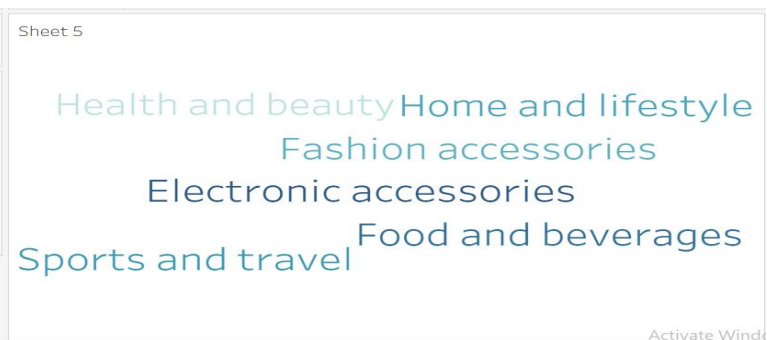 Sheet 5
Health and beauty Home and lifestyle
Fashion accessories
Electronic accessories
Food and beverages
Sports and travel
Activate